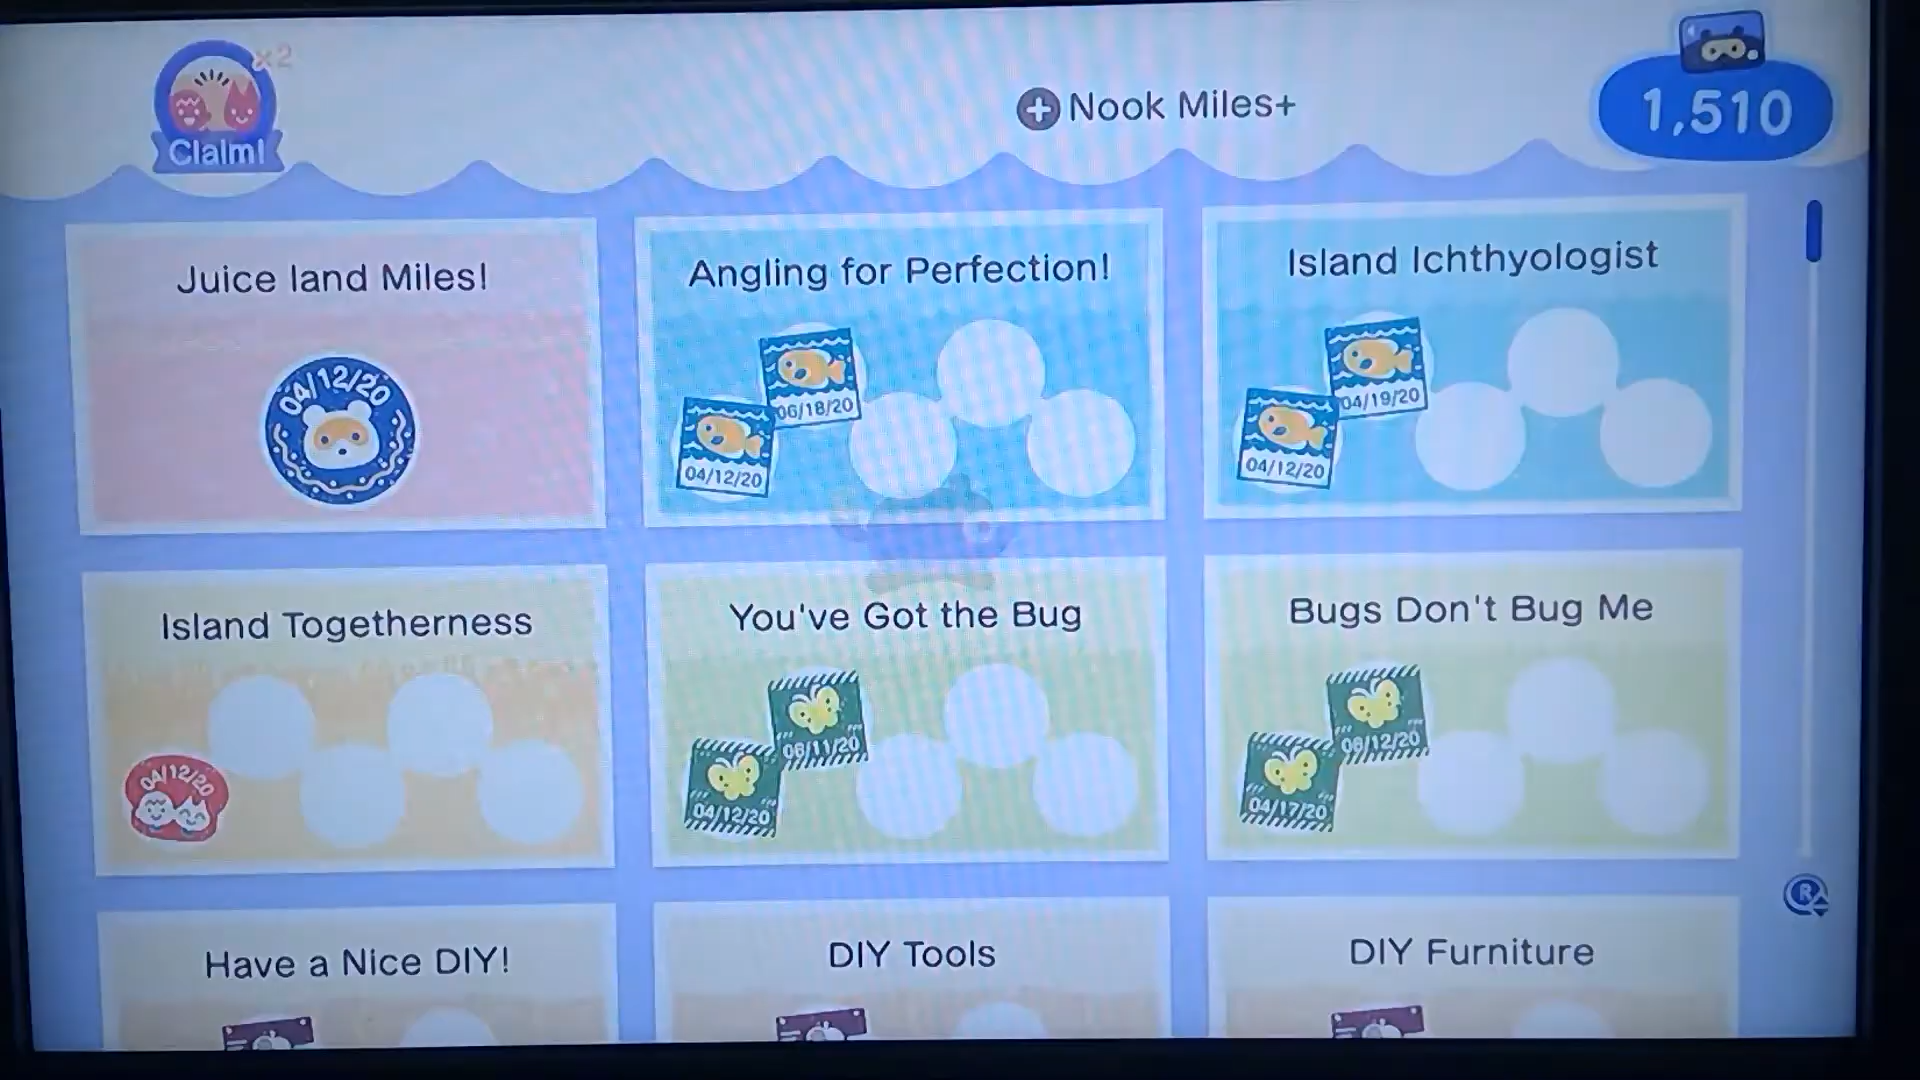 x2
Claim!
Nook Miles+
1,510
Juice land Miles!
04/12/20
Angling for Perfection!
06/18/20
04/12/20
Island Ichthyologist
04/19/20
04/12/20
Island Togetherness
04/12/20
You've Got the Bug
06/11/20
04/12/20
Bugs Don't Bug Me
06/12/20
04/17/20
R
Have a Nice DIY!
DIY Tools
DIY Furniture